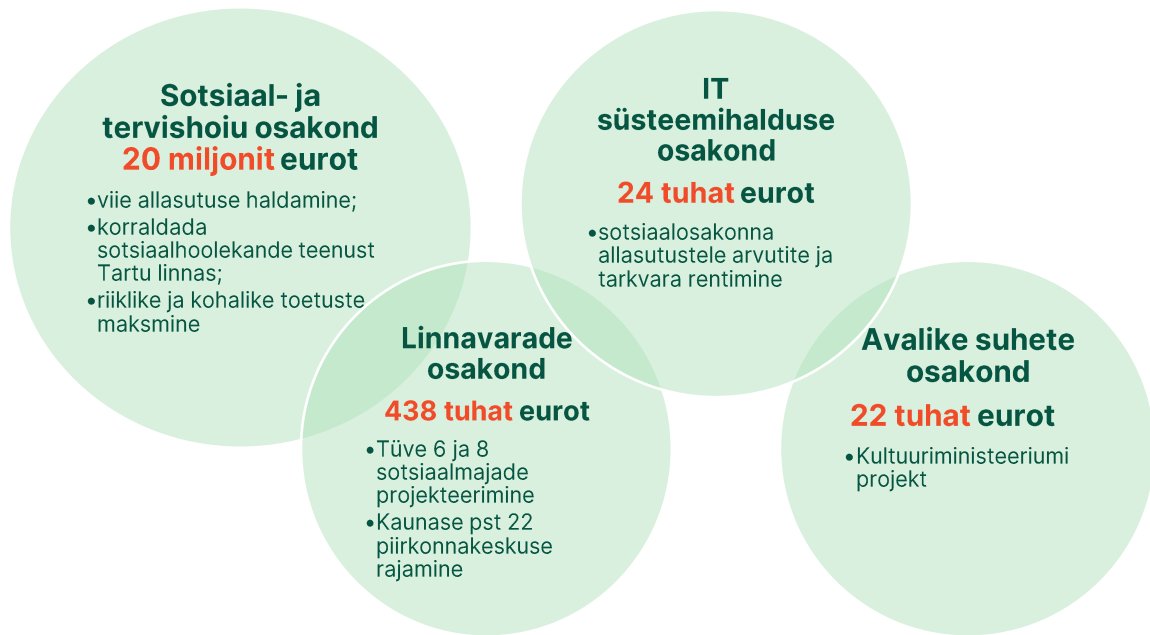 Sotsiaal- ja
tervishoiu osakond
20 miljonit eurot
•viie allasutuse haldamine;
•korraldada
sotsiaalhoolekande teenust
Tartu linnas;
•riiklike ja kohalike toetuste
maksmine
IT
süsteemihalduse
osakond
24 tuhat eurot
•sotsiaalosakonna
allasutustele arvutite ja
tarkvara rentimine
Linnavarade
osakond
438 tuhat eurot
•Tüve 6 ja 8
sotsiaalmajade
projekteerimine
•Kaunase pst 22
piirkonnakeskuse
rajamine
Avalike suhete
osakond
22 tuhat eurot
•Kultuuriministeeriumi
projekt